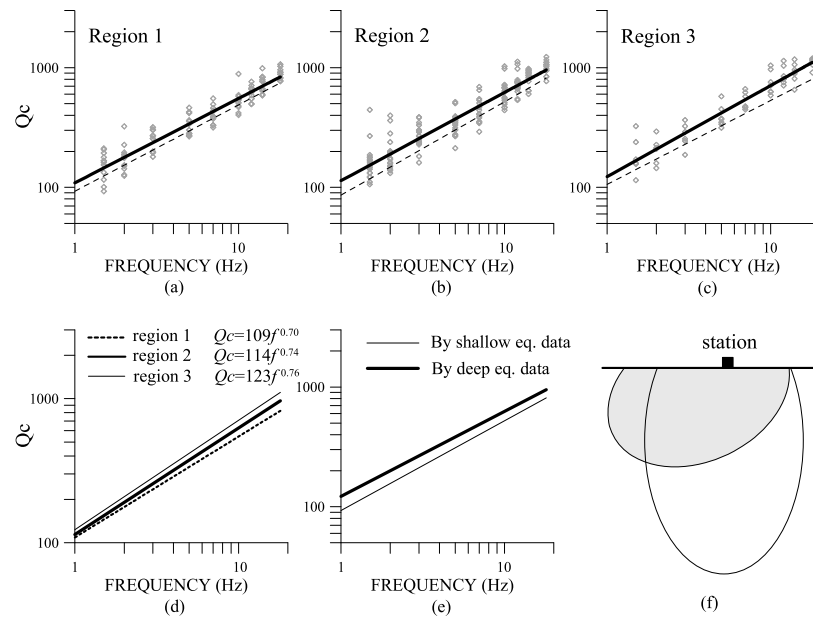 Region 1
Region 2
Region 3
Qc
1000
100
1 10
FREQUENCY (Hz)
(a)
1000
100
1 10
FREQUENCY (Hz)
(b)
1000
100
1 10
FREQUENCY (Hz)
(c)
region 1 Qc=109f^0.70
region 2 Qc=114f^0.74
region 3 Qc=123f^0.76
Qc
1000
100
1 10
FREQUENCY (Hz)
(d)
By shallow eq. data
By deep eq. data
1000
100
1 10
FREQUENCY (Hz)
(e)
station
(f)